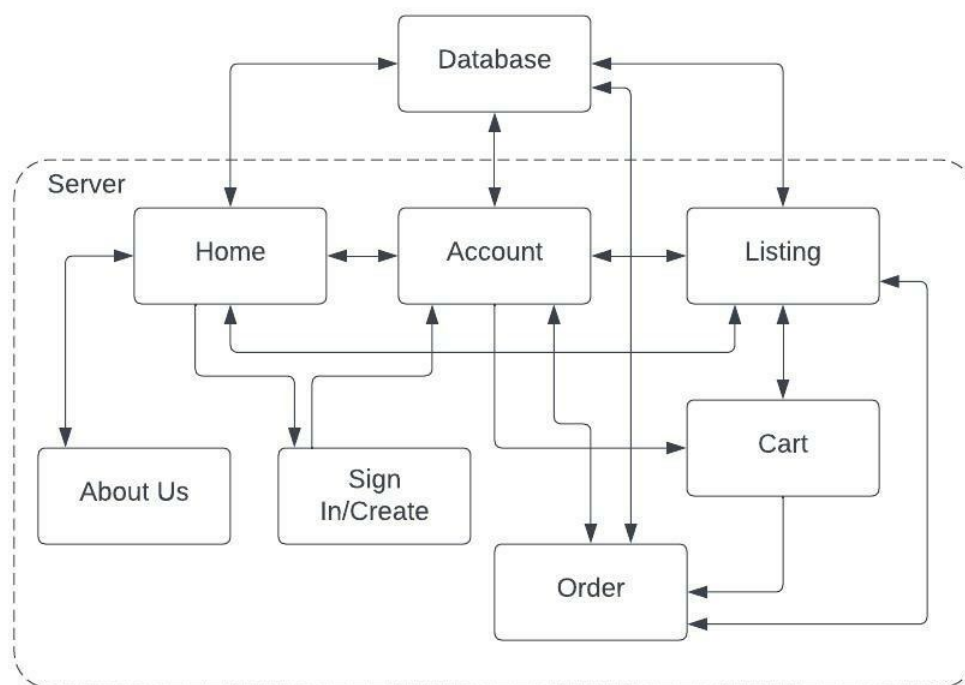 Database
Server
Home
Account
Listing
Cart
About Us
Sign
In/Create
Order